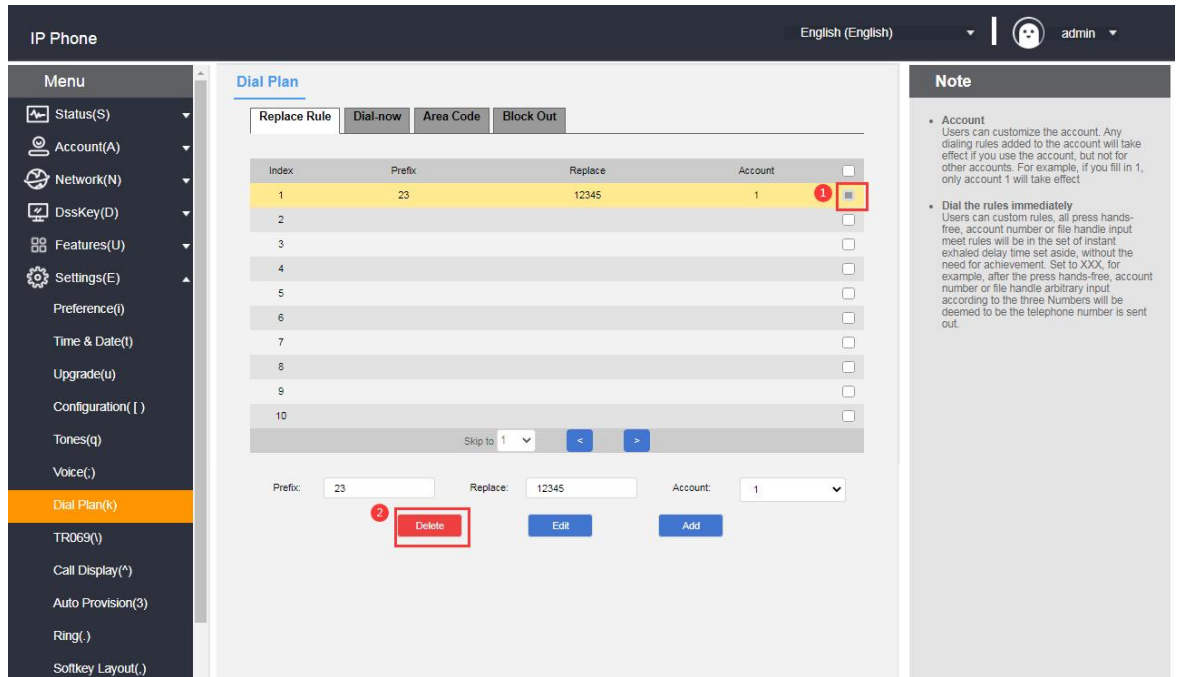 IP Phone
English (English)
admin
Menu
Status(S)
Account(A)
Network(N)
DssKey(D)
Features(U)
Settings(E)
Preference(i)
Time & Date(t)
Upgrade(u)
Configuration( [ )
Tones(q)
Voice(;)
Dial Plan(k)
TR069(\)
Call Display(^)
Auto Provision(3)
Ring(.)
Softkey Layout(,)
Dial Plan
Replace Rule Dial-now Area Code Block Out
Index Prefix Replace Account
1 23 12345 1 1
2
3
4
5
6
7
8
9
10
Skip to 1 < >
Prefix: 23 Replace: 12345 Account: 1
2 Delete Edit Add
Note
• Account
Users can customize the account. Any
dialing rules added to the account will take
effect if you use the account, but not for
other accounts. For example, if you fill in 1,
only account 1 will take effect
• Dial the rules immediately
Users can custom rules, all press hands-
free, account number or file handle input
meet rules will be in the set of instant
exhaled delay time set aside, without the
need for achievement. Set to XXX, for
example, after the press hands-free, account
number or file handle arbitrary input
according to the three Numbers will be
deemed to be the telephone number is sent
out.